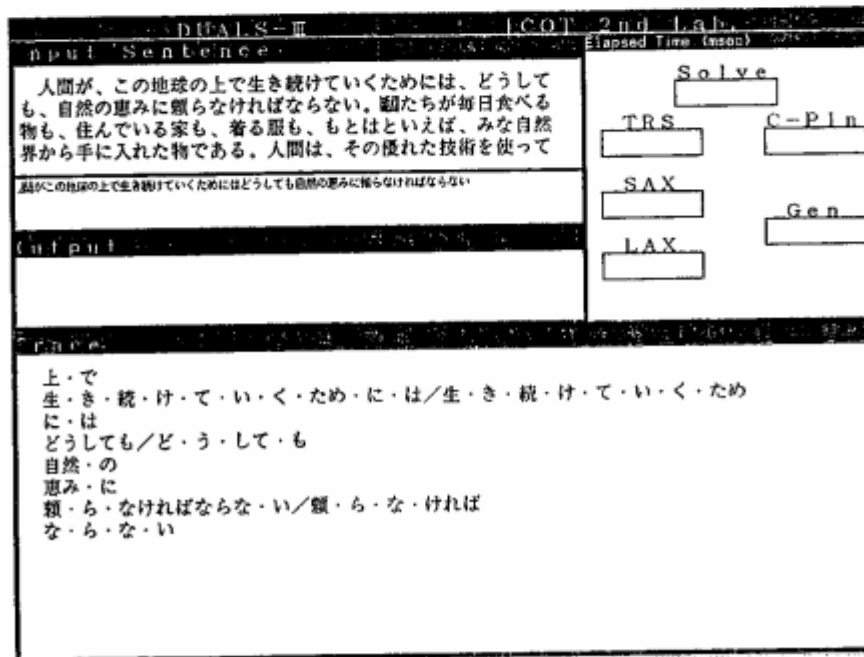 DUALS-Ⅲ
ICOT 2nd Lab.
nput Sentence
Elapsed Time (msec)
人間が、この地球の上で生き続けていくためには、どうして
も、自然の恵みに頼らなければならない。たちが毎日食べる
物も、住んでいる家も、着る服も、もとはといえば、みな自然
界から手に入れた物である。人間は、その優れた技術を使って
間がこの地球の上で生き続けていくためにはどうしても自然の恵みに頼らなければならない
Output
Solve
TRS
C-Pln
SAX
Gen
LAX
Trace
上・で
生・き・続・け・て・い・く・ため・に・は／生・き・続・け・て・い・く・ため
に・は
どうしても／ど・う・して・も
自然・の
恵み・に
頼・ら・なければならな・い／頼・ら・な・ければ
な・ら・な・い